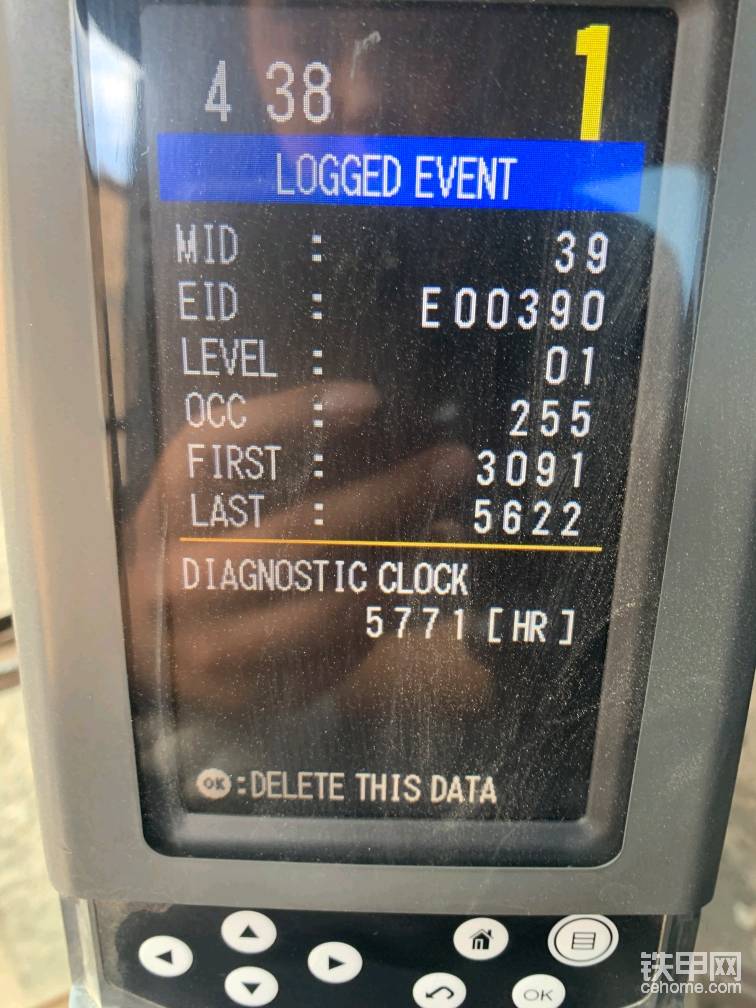 4 38 1
LOGGED EVENT
MID : 39
EID : E00390
LEVEL : 01
OCC : 255
FIRST : 3091
LAST : 5622
DIAGNOSTIC CLOCK
5771[HR]
OK:DELETE THIS DATA
OK
铁甲网
cehome.com